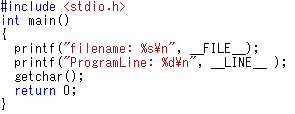 #include <stdio.h>
int main()
{
  printf("filename: %s¥n", __FILE__);
  printf("ProgramLine: %d¥n", __LINE__ );
  getchar();
  return 0;
}